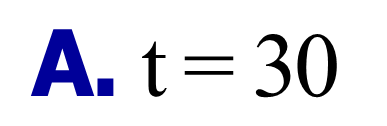 A. t = 30